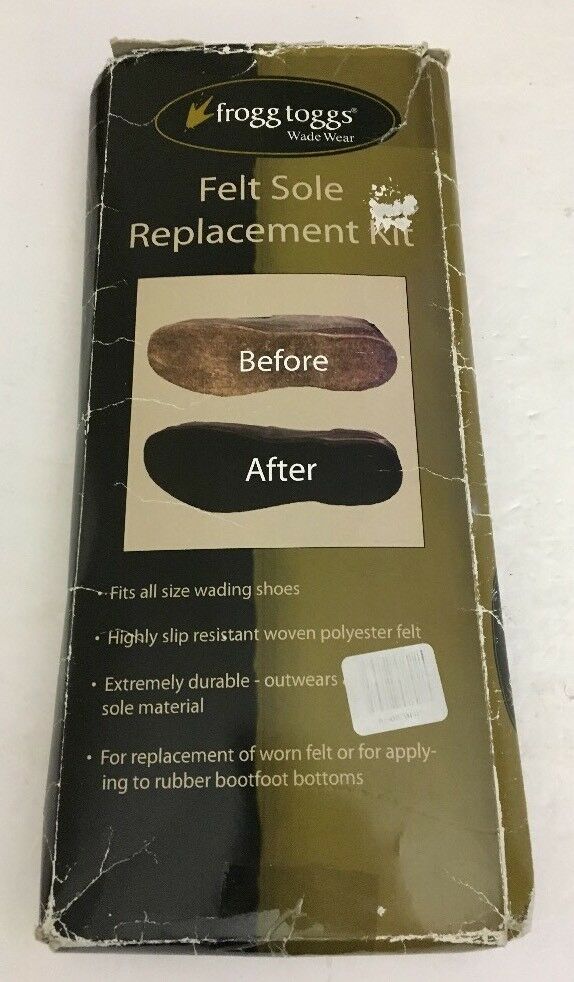 frogg toggs®
Wade Wear
Felt Sole
Replacement Kit
Before
After
• Fits all size wading shoes
• Highly slip resistant woven polyester felt
• Extremely durable - outwears
sole material
• For replacement of worn felt or for apply-
ing to rubber bootfoot bottoms